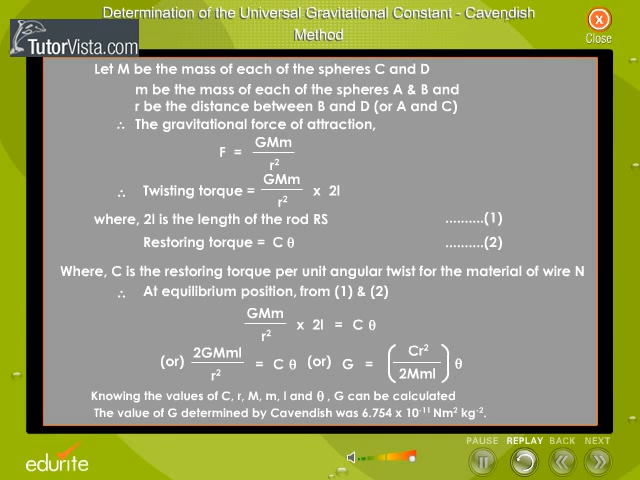 Determination of the Universal Gravitational Constant - Cavendish
Method
Close
TutorVista.com
Let M be the mass of each of the spheres C and D
m be the mass of each of the spheres A & B and
r be the distance between B and D (or A and C)
∴ The gravitational force of attraction,
F = GMm / r²
∴ Twisting torque = GMm / r² x 2l
where, 2l is the length of the rod RS ..........(1)
Restoring torque = C θ ..........(2)
Where, C is the restoring torque per unit angular twist for the material of wire N
∴ At equilibrium position, from (1) & (2)
GMm / r² x 2l = C θ
(or) 2GMml / r² = C θ (or) G = (Cr² / 2Mml) θ
Knowing the values of C, r, M, m, l and θ , G can be calculated
The value of G determined by Cavendish was 6.754 x 10⁻¹¹ Nm² kg⁻².
PAUSE REPLAY BACK NEXT
edurite